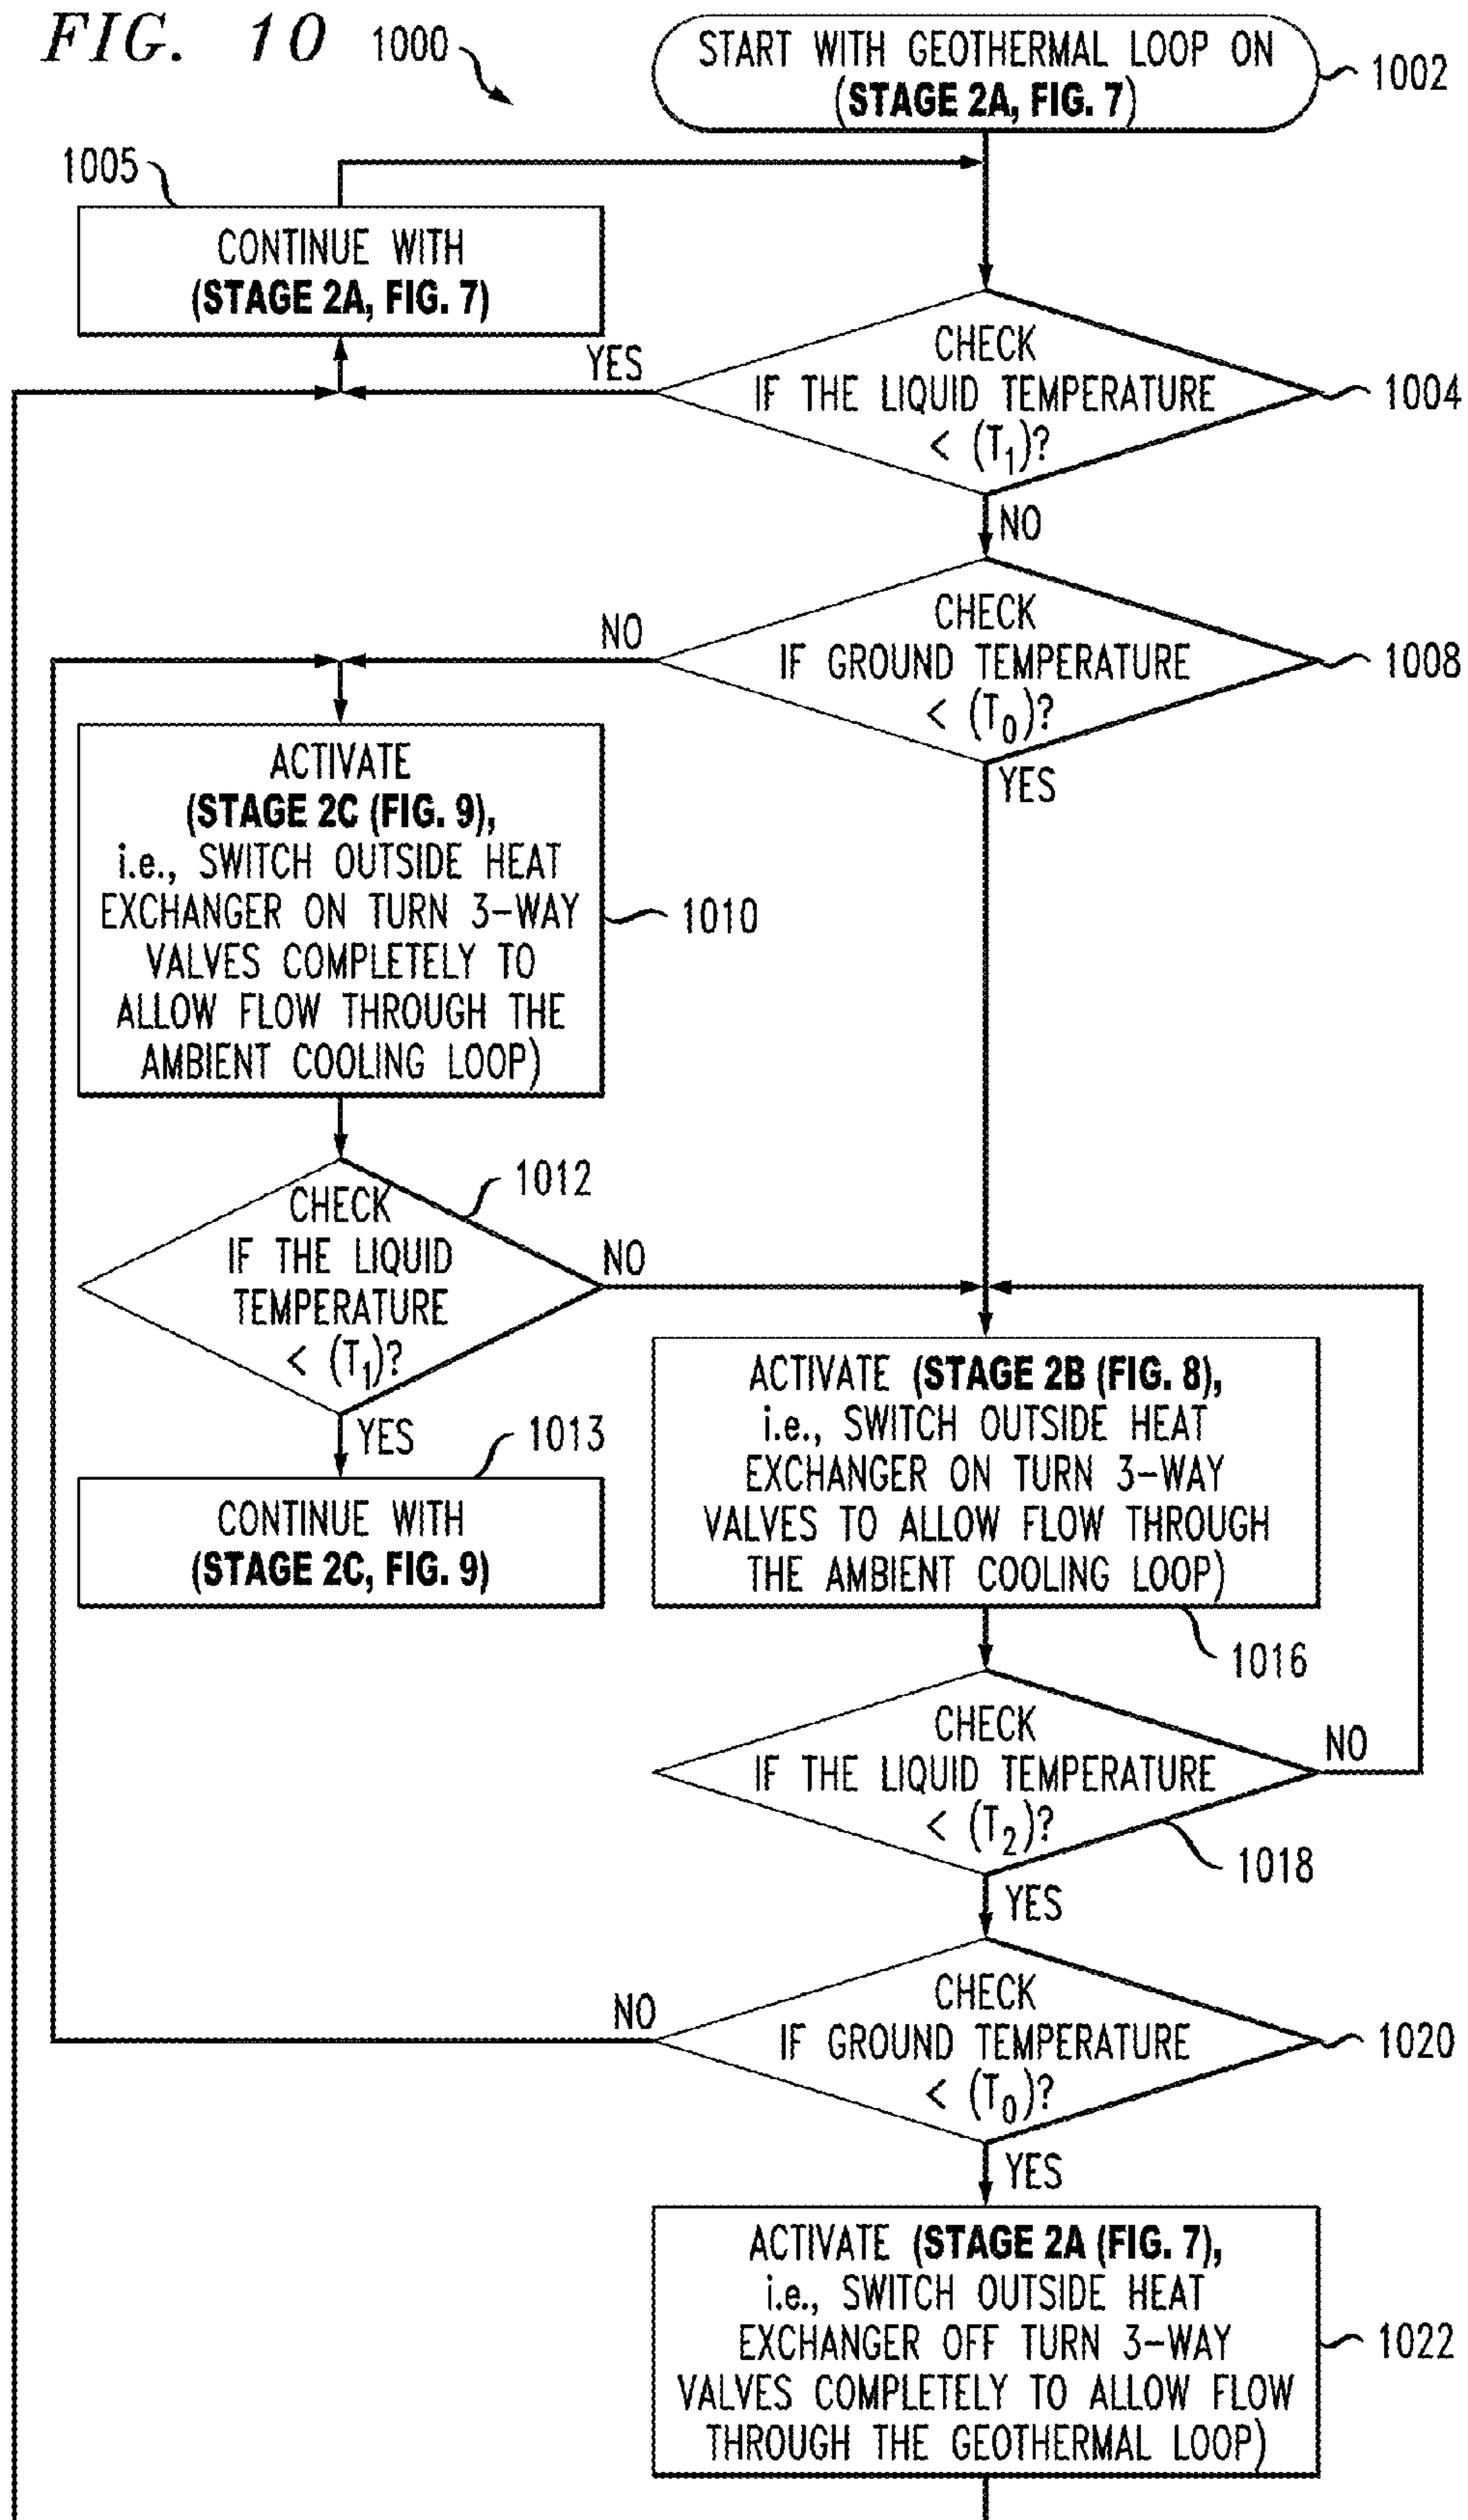 FIG. 10
1000
START WITH GEOTHERMAL LOOP ON
(STAGE 2A, FIG. 7)
1002
1005
CONTINUE WITH
(STAGE 2A, FIG. 7)
YES
CHECK
IF THE LIQUID TEMPERATURE
< (T₁)?
1004
NO
CHECK
IF GROUND TEMPERATURE
< (T₀)?
1008
NO
YES
ACTIVATE
(STAGE 2C (FIG. 9),
i.e., SWITCH OUTSIDE HEAT
EXCHANGER ON TURN 3-WAY
VALVES COMPLETELY TO
ALLOW FLOW THROUGH THE
AMBIENT COOLING LOOP)
1010
CHECK
IF THE LIQUID
TEMPERATURE
< (T₁)?
1012
NO
YES
1013
CONTINUE WITH
(STAGE 2C, FIG. 9)
ACTIVATE (STAGE 2B (FIG. 8),
i.e., SWITCH OUTSIDE HEAT
EXCHANGER ON TURN 3-WAY
VALVES TO ALLOW FLOW THROUGH
THE AMBIENT COOLING LOOP)
1016
CHECK
IF THE LIQUID TEMPERATURE
< (T₂)?
NO
1018
YES
CHECK
IF GROUND TEMPERATURE
< (T₀)?
NO
1020
YES
ACTIVATE (STAGE 2A (FIG. 7),
i.e., SWITCH OUTSIDE HEAT
EXCHANGER OFF TURN 3-WAY
VALVES COMPLETELY TO ALLOW FLOW
THROUGH THE GEOTHERMAL LOOP)
1022